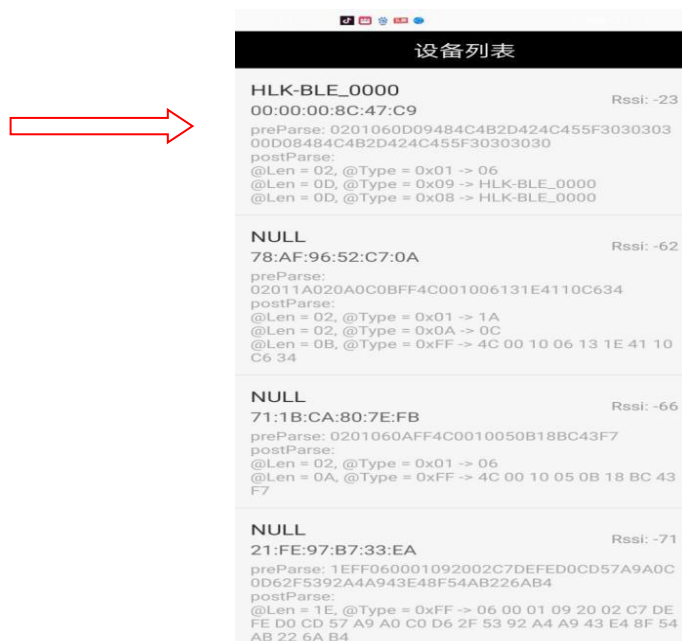 设备列表
HLK-BLE_0000
Rssi: -23
00:00:00:8C:47:C9
preParse: 0201060D09484C4B2D424C455F3030303
00D08484C4B2D424C455F30303030
postParse:
@Len = 02, @Type = 0x01 -> 06
@Len = 0D, @Type = 0x09 -> HLK-BLE_0000
@Len = 0D, @Type = 0x08 -> HLK-BLE_0000
NULL
Rssi: -62
78:AF:96:52:C7:0A
preParse:
02011A020A0C0BFF4C001006131E4110C634
postParse:
@Len = 02, @Type = 0x01 -> 1A
@Len = 02, @Type = 0x0A -> 0C
@Len = 0B, @Type = 0xFF -> 4C 00 10 06 13 1E 41 10
C6 34
NULL
Rssi: -66
71:1B:CA:80:7E:FB
preParse: 0201060AFF4C0010050B18BC43F7
postParse:
@Len = 02, @Type = 0x01 -> 06
@Len = 0A, @Type = 0xFF -> 4C 00 10 05 0B 18 BC 43
F7
NULL
Rssi: -71
21:FE:97:B7:33:EA
preParse: 1EFF060001092002C7DEFED0CD57A9A0C
0D62F5392A4A943E48F54AB226AB4
postParse:
@Len = 1E, @Type = 0xFF -> 06 00 01 09 20 02 C7 DE
FE D0 CD 57 A9 A0 C0 D6 2F 53 92 A4 A9 43 E4 8F 54
AB 22 6A B4